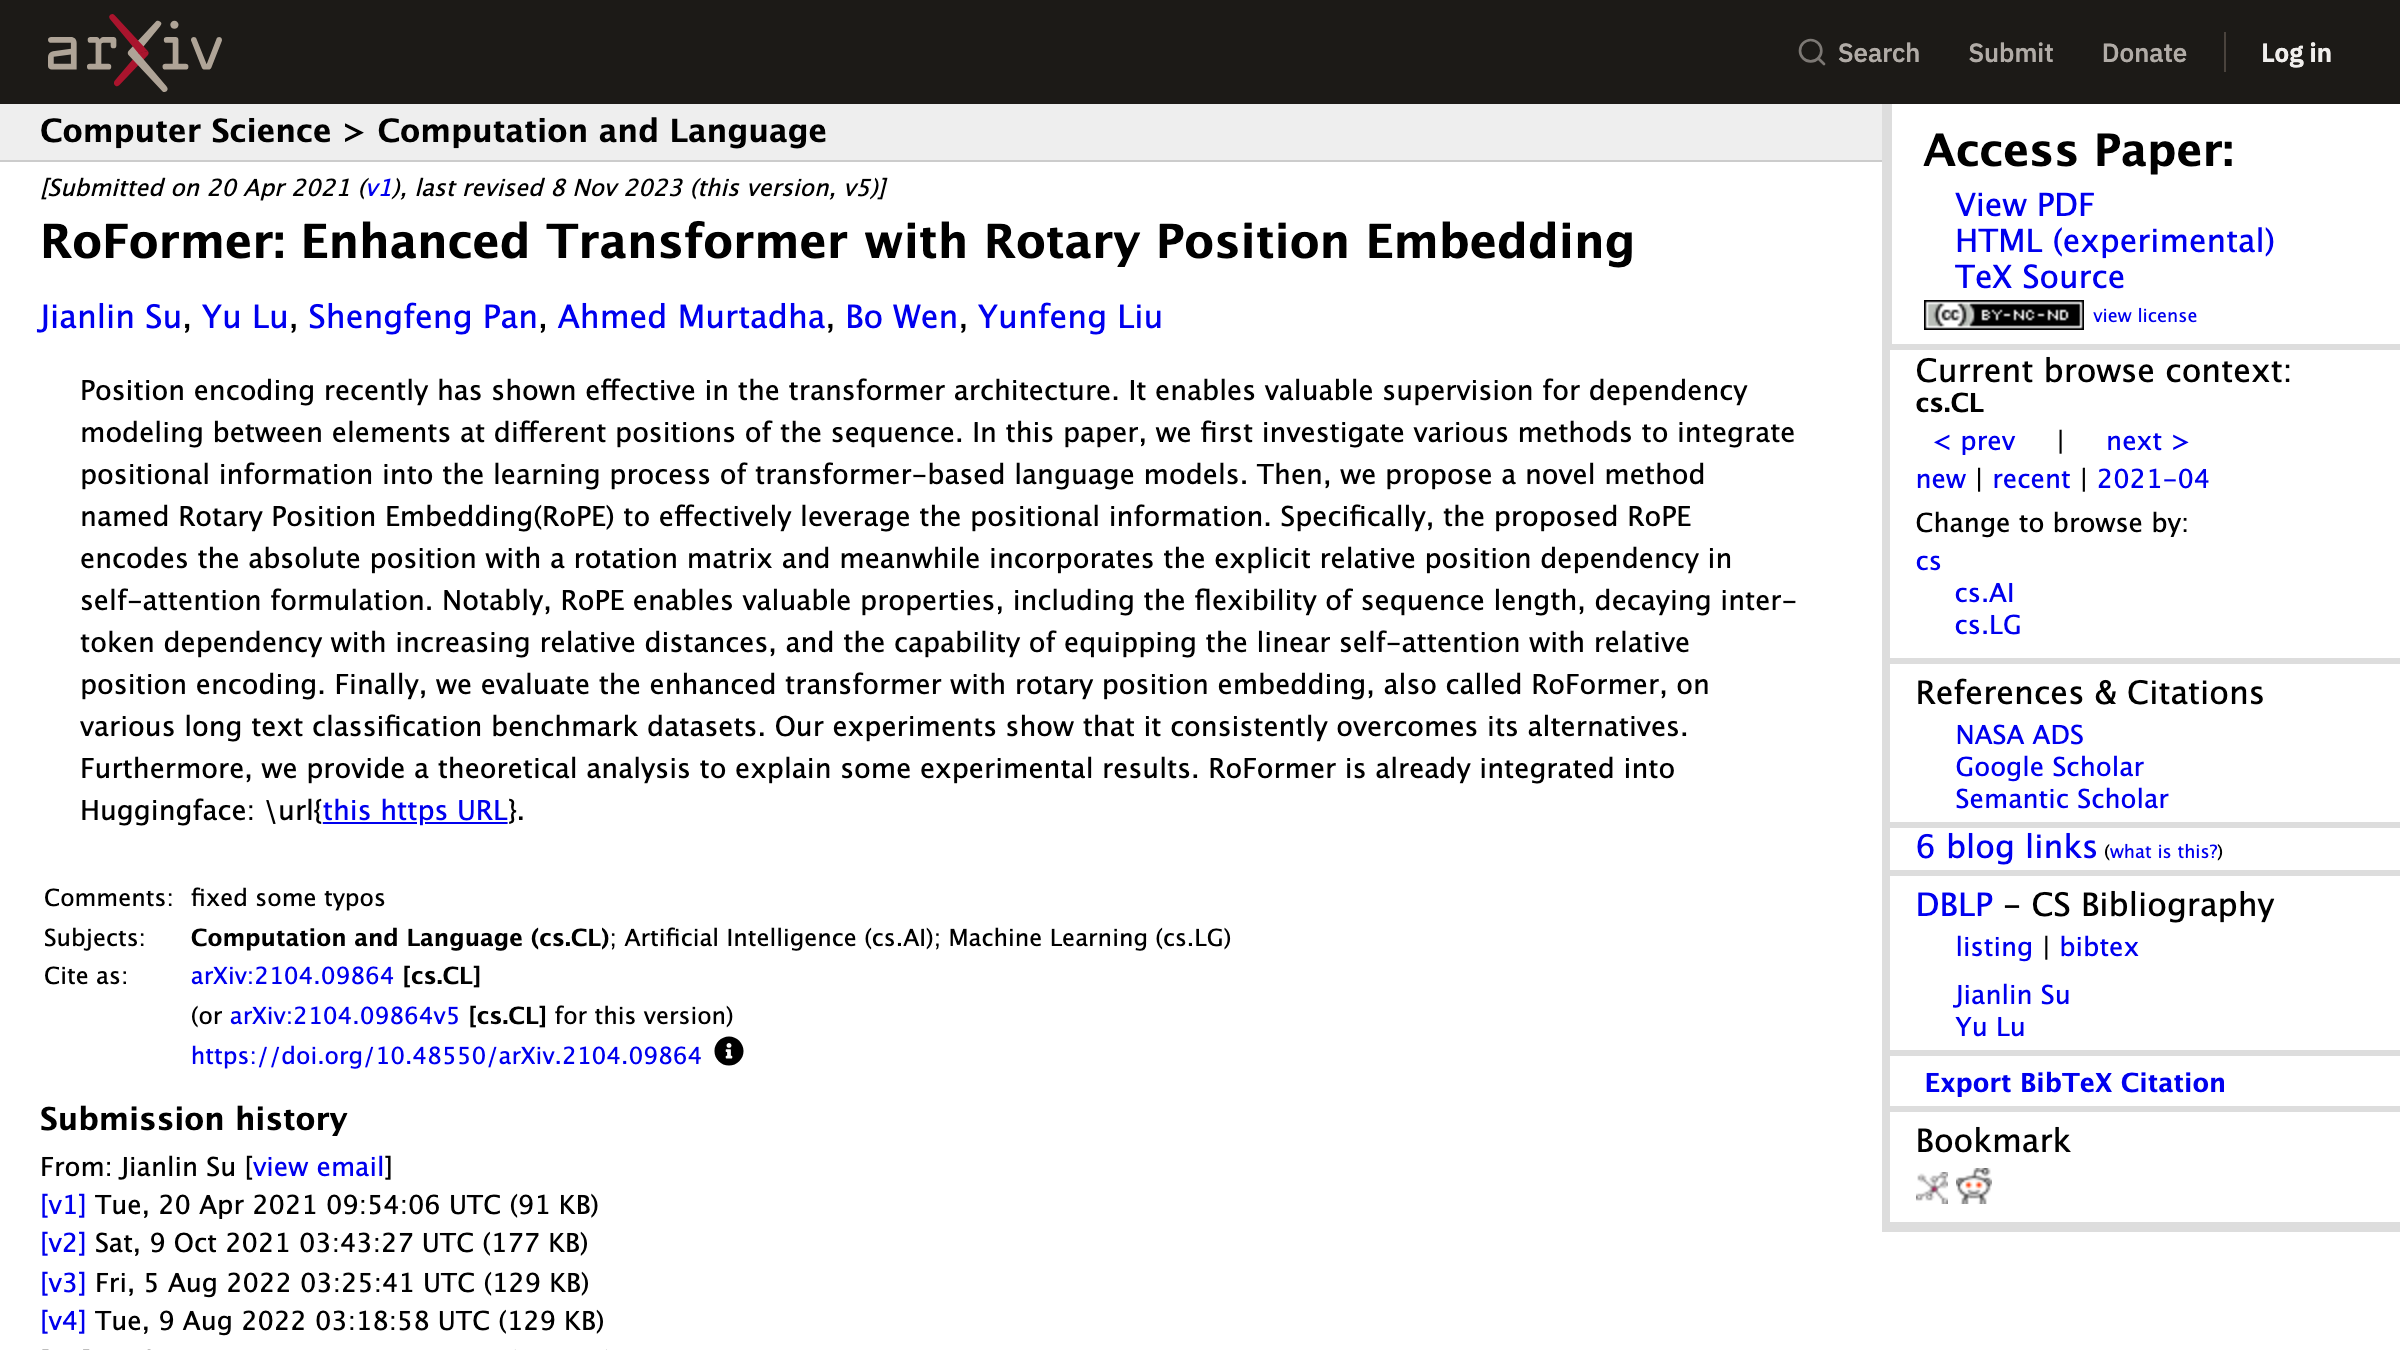 arXiv
Search
Submit
Donate
Log in
Computer Science > Computation and Language
[Submitted on 20 Apr 2021 (v1), last revised 8 Nov 2023 (this version, v5)]
RoFormer: Enhanced Transformer with Rotary Position Embedding
Jianlin Su, Yu Lu, Shengfeng Pan, Ahmed Murtadha, Bo Wen, Yunfeng Liu
Position encoding recently has shown effective in the transformer architecture. It enables valuable supervision for dependency
modeling between elements at different positions of the sequence. In this paper, we first investigate various methods to integrate
positional information into the learning process of transformer-based language models. Then, we propose a novel method
named Rotary Position Embedding(RoPE) to effectively leverage the positional information. Specifically, the proposed RoPE
encodes the absolute position with a rotation matrix and meanwhile incorporates the explicit relative position dependency in
self-attention formulation. Notably, RoPE enables valuable properties, including the flexibility of sequence length, decaying inter-
token dependency with increasing relative distances, and the capability of equipping the linear self-attention with relative
position encoding. Finally, we evaluate the enhanced transformer with rotary position embedding, also called RoFormer, on
various long text classification benchmark datasets. Our experiments show that it consistently overcomes its alternatives.
Furthermore, we provide a theoretical analysis to explain some experimental results. RoFormer is already integrated into
Huggingface: \url{this https URL}.
Comments: fixed some typos
Subjects: Computation and Language (cs.CL); Artificial Intelligence (cs.AI); Machine Learning (cs.LG)
Cite as: arXiv:2104.09864 [cs.CL]
(or arXiv:2104.09864v5 [cs.CL] for this version)
https://doi.org/10.48550/arXiv.2104.09864
Submission history
From: Jianlin Su [view email]
[v1] Tue, 20 Apr 2021 09:54:06 UTC (91 KB)
[v2] Sat, 9 Oct 2021 03:43:27 UTC (177 KB)
[v3] Fri, 5 Aug 2022 03:25:41 UTC (129 KB)
[v4] Tue, 9 Aug 2022 03:18:58 UTC (129 KB)
Access Paper:
View PDF
HTML (experimental)
TeX Source
(cc) BY-NC-ND view license
Current browse context:
cs.CL
< prev | next >
new | recent | 2021-04
Change to browse by:
cs
cs.AI
cs.LG
References & Citations
NASA ADS
Google Scholar
Semantic Scholar
6 blog links (what is this?)
DBLP - CS Bibliography
listing | bibtex
Jianlin Su
Yu Lu
Export BibTeX Citation
Bookmark